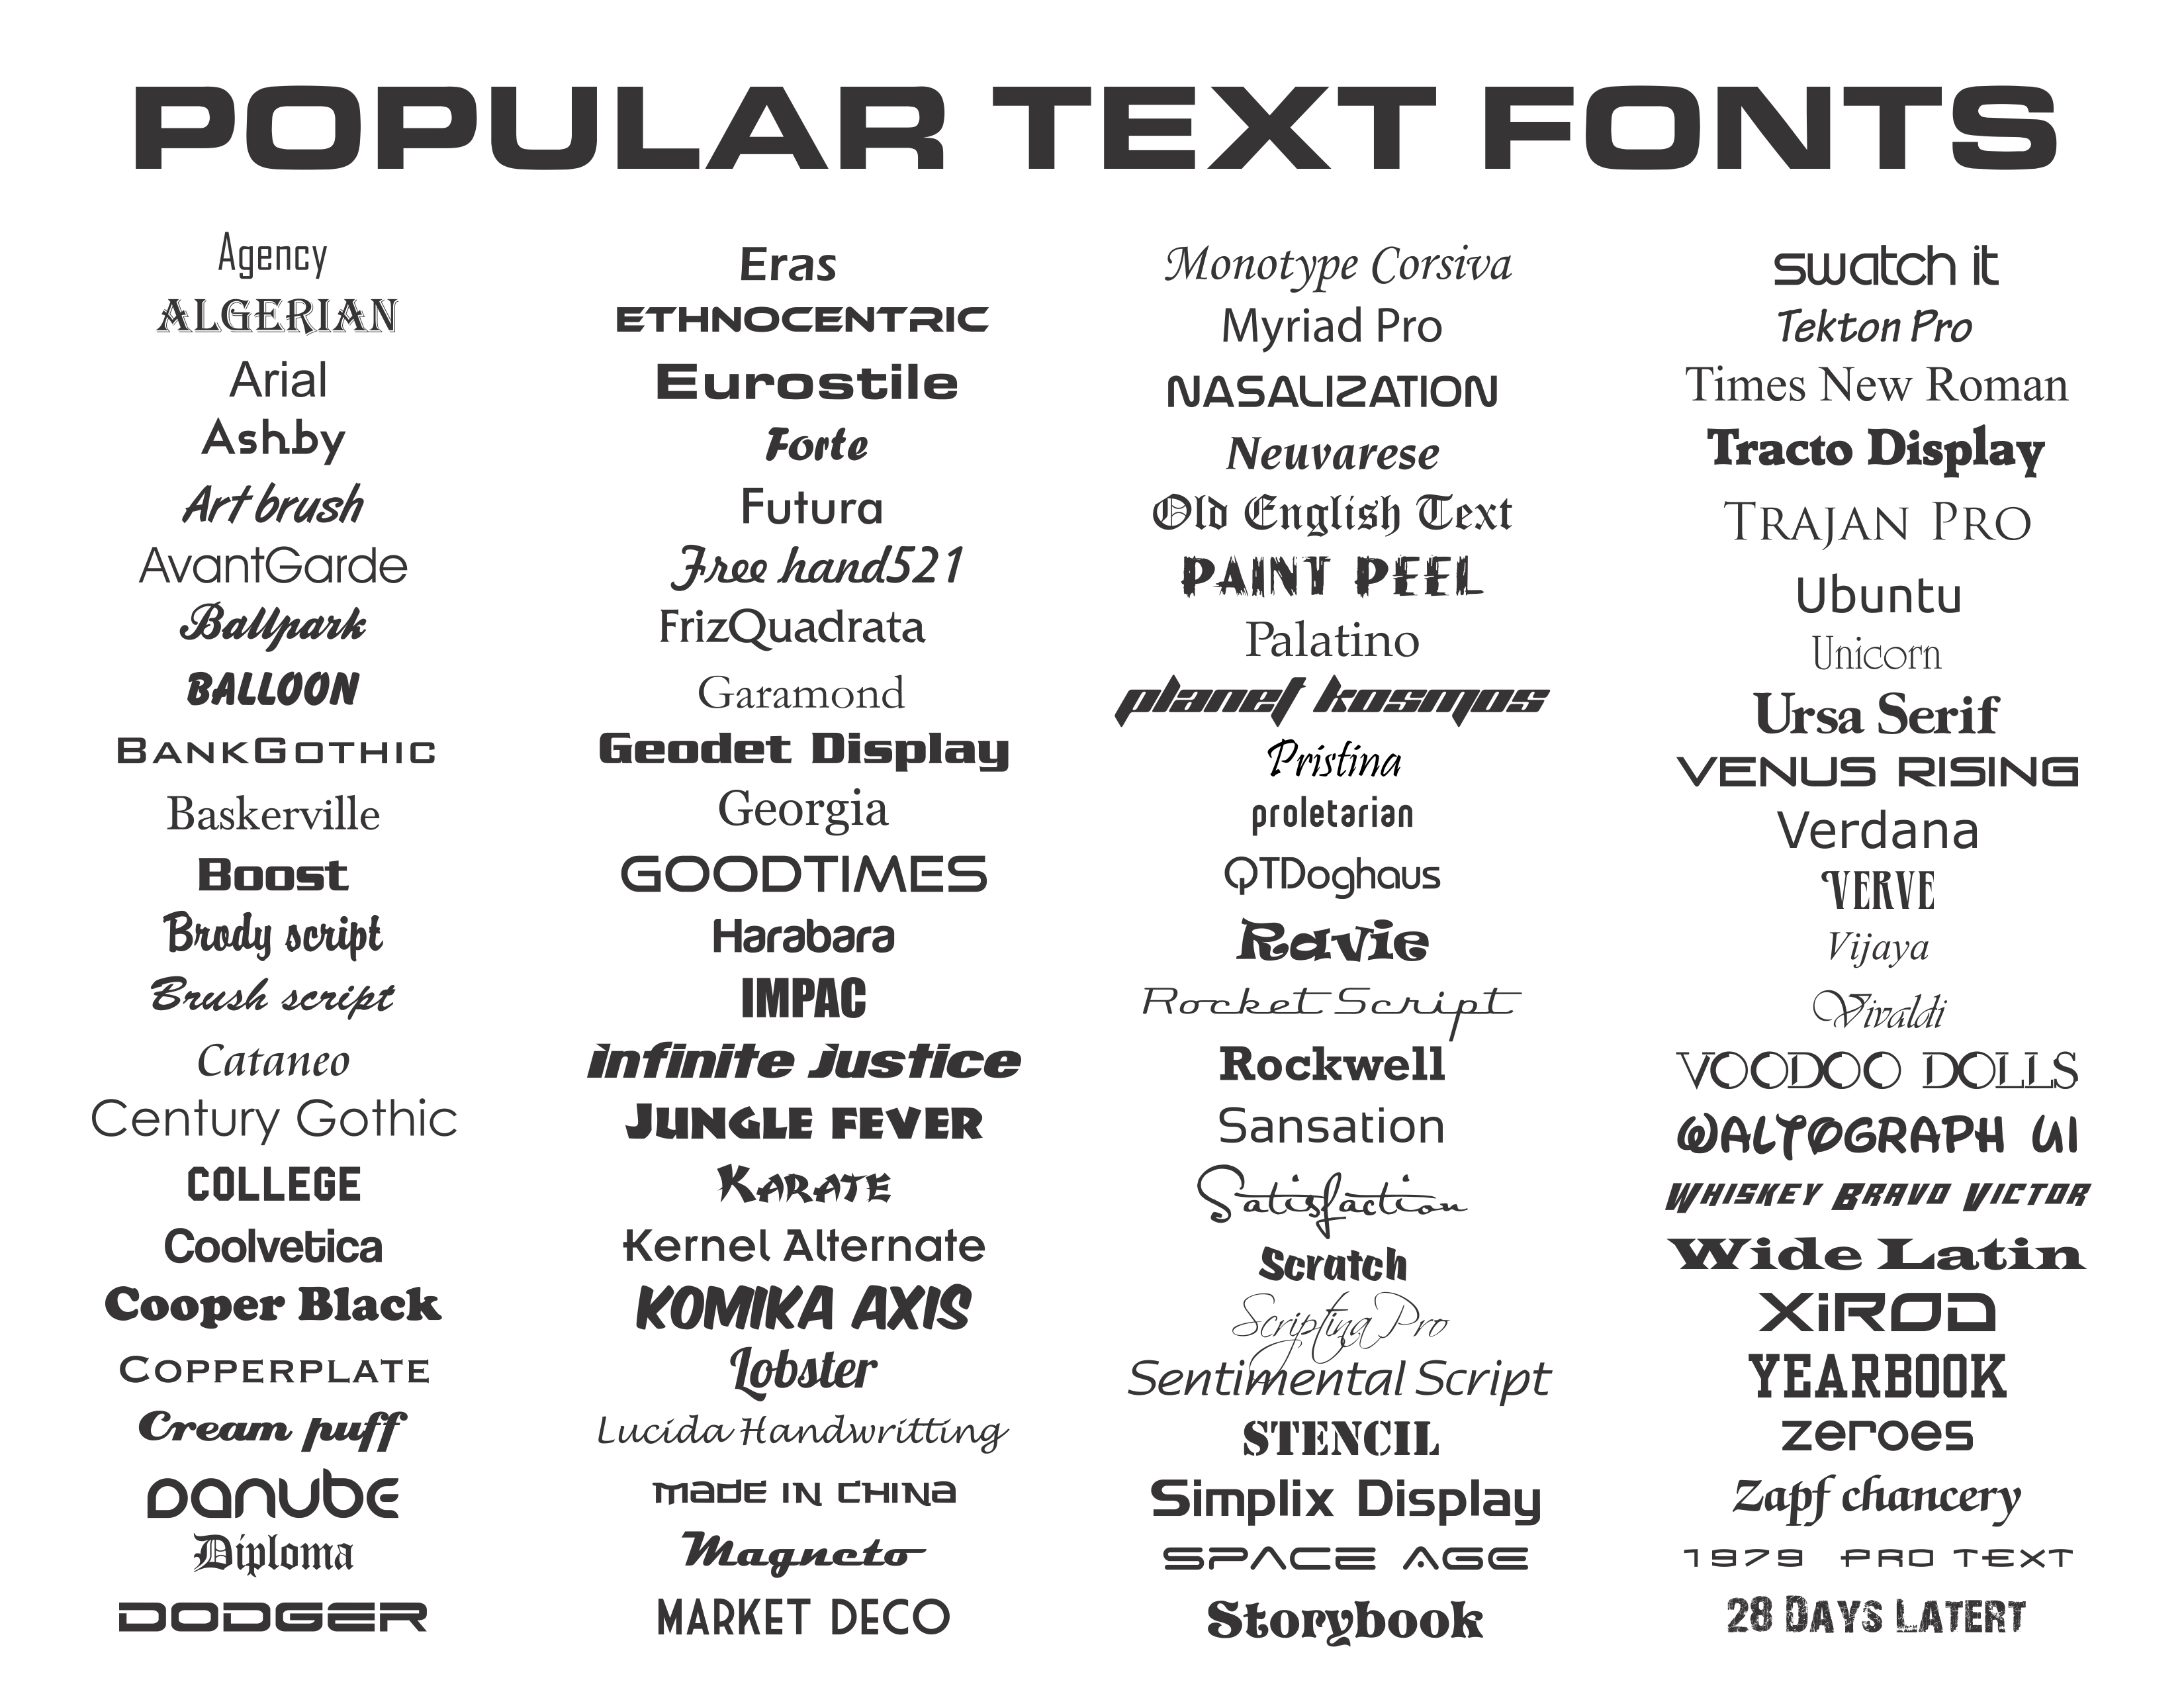 POPULAR TEXT FONTS
Agency
ALGERIAN
Arial
Ashby
Art brush
AvantGarde
Ballpark
BALLOON
BANKGOTHIC
Baskerville
Boost
Brody script
Brush script
Cataneo
Century Gothic
COLLEGE
Coolvetica
Cooper Black
COPPERPLATE
Cream puff
DANUBE
Diploma
DODGER
Eras
ETHNOCENTRIC
Eurostile
Forte
Futura
Free hand521
FrizQuadrata
Garamond
Geodet Display
Georgia
GOODTIMES
Harabara
IMPAC
infinite justice
JUNGLE FEVER
KARATE
Kernel Alternate
KOMIKA AXIS
Lobster
Lucida Handwritting
MADE IN CHINA
Magneto
MARKET DECO
Monotype Corsiva
Myriad Pro
NASALIZATION
Neuvarese
Old English Text
PAINT PEEL
Palatino
planet kosmos
Pristina
proletarian
QTDoghaus
Ravie
Rocket Script
Rockwell
Sansation
Satisfaction
Scratch
Scriptina Pro
Sentimental Script
STENCIL
Simplix Display
SPACE AGE
Storybook
swatch it
Tekton Pro
Times New Roman
Tracto Display
TRAJAN PRO
Ubuntu
Unicorn
Ursa Serif
VENUS RISING
Verdana
VERVE
Vijaya
Vivaldi
VOODOO DOLLS
WALTOGRAPH UI
WHISKEY BRAVO VICTOR
Wide Latin
XiROD
YEARBOOK
zeroes
Zapf chancery
1979 PRO TEXT
28 DAYS LATERT